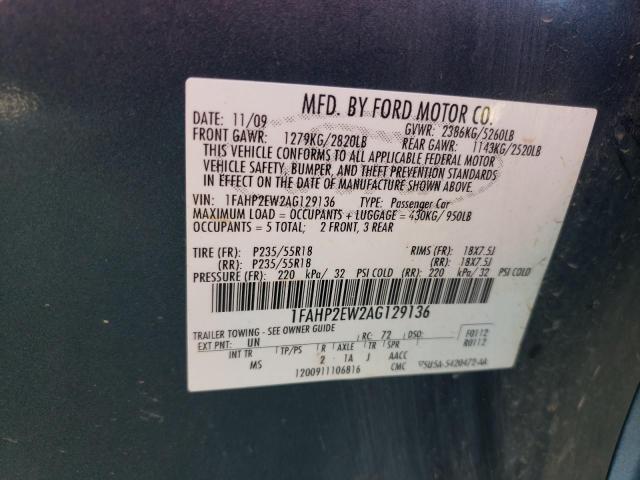 MFD. BY FORD MOTOR CO.
DATE: 11/09 GVWR: 2386KG/5260LB
FRONT GAWR: 1279KG/2820LB REAR GAWR: 1143KG/2520LB
THIS VEHICLE CONFORMS TO ALL APPLICABLE FEDERAL MOTOR
VEHICLE SAFETY, BUMPER, AND THEFT PREVENTION STANDARDS
IN EFFECT ON THE DATE OF MANUFACTURE SHOWN ABOVE.
VIN: 1FAHP2EW2AG129136 TYPE: Passenger Car
MAXIMUM LOAD = OCCUPANTS + LUGGAGE = 430KG/ 950LB
OCCUPANTS = 5 TOTAL; 2 FRONT, 3 REAR
TIRE (FR): P235/55R18 RIMS (FR): 18X7.5J
(RR): P235/55R18 (RR): 18X7.5J
PRESSURE (FR): 220 kPa/ 32 PSI COLD (RR): 220 kPa/ 32 PSI COLD
1FAHP2EW2AG129136
TRAILER TOWING - SEE OWNER GUIDE
EXT PNT: UN RC: 72 DSO: F0112
R0112
INT TR TP/PS R AXLE TR SPR
MS 2 1A J AACC
1200911106816 CMC